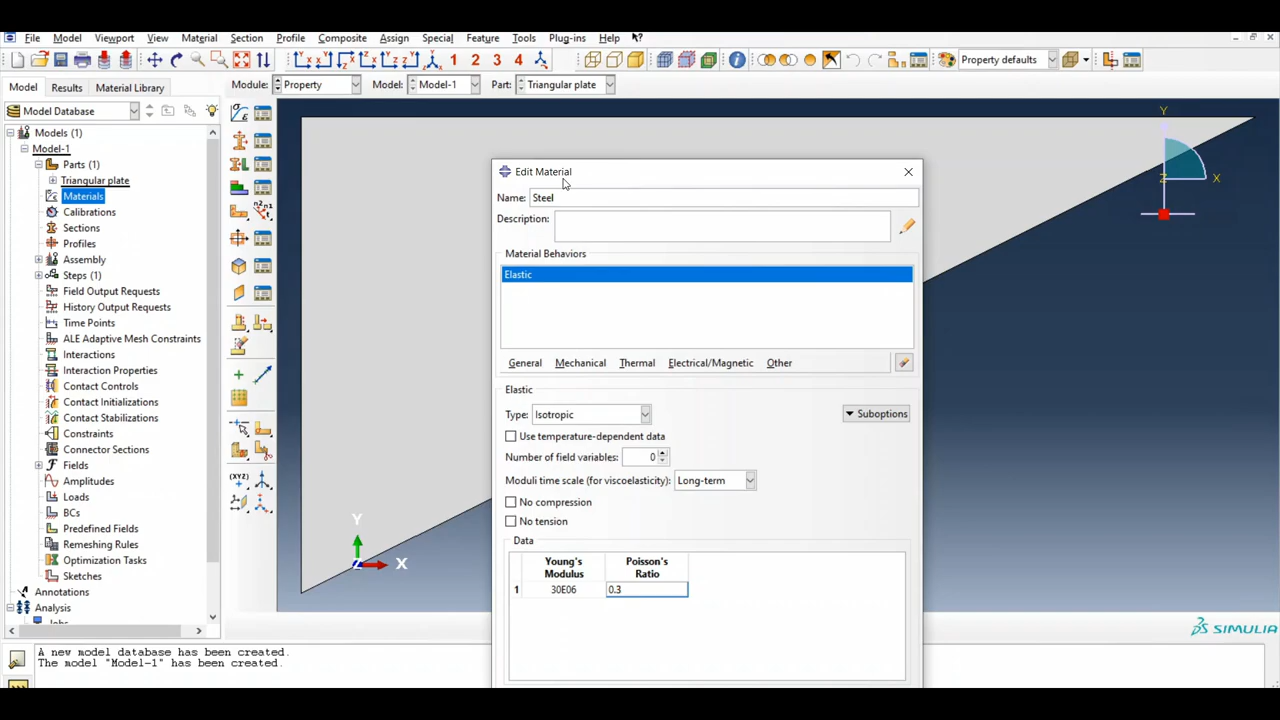 File Model Viewport View Material Section Profile Composite Assign Special Feature Tools Plug-ins Help
1 2 3 4 Property defaults
Model Results Material Library Module: Property Model: Model-1 Part: Triangular plate
Model Database
Models (1)
Model-1
Parts (1)
Triangular plate
Materials
Calibrations
Sections
Profiles
Assembly
Steps (1)
Field Output Requests
History Output Requests
Time Points
ALE Adaptive Mesh Constraints
Interactions
Interaction Properties
Contact Controls
Contact Initializations
Contact Stabilizations
Constraints
Connector Sections
Fields
Amplitudes
Loads
BCs
Predefined Fields
Remeshing Rules
Optimization Tasks
Sketches
Annotations
Analysis
Jobs
(XYZ)
Y
Z X
Y
Z X
Edit Material
Name: Steel
Description:
Material Behaviors
Elastic
General Mechanical Thermal Electrical/Magnetic Other
Elastic
Type: Isotropic Suboptions
Use temperature-dependent data
Number of field variables: 0
Moduli time scale (for viscoelasticity): Long-term
No compression
No tension
Data
Young's Poisson's
Modulus Ratio
1 30E06 0.3
SIMULIA
A new model database has been created.
The model "Model-1" has been created.